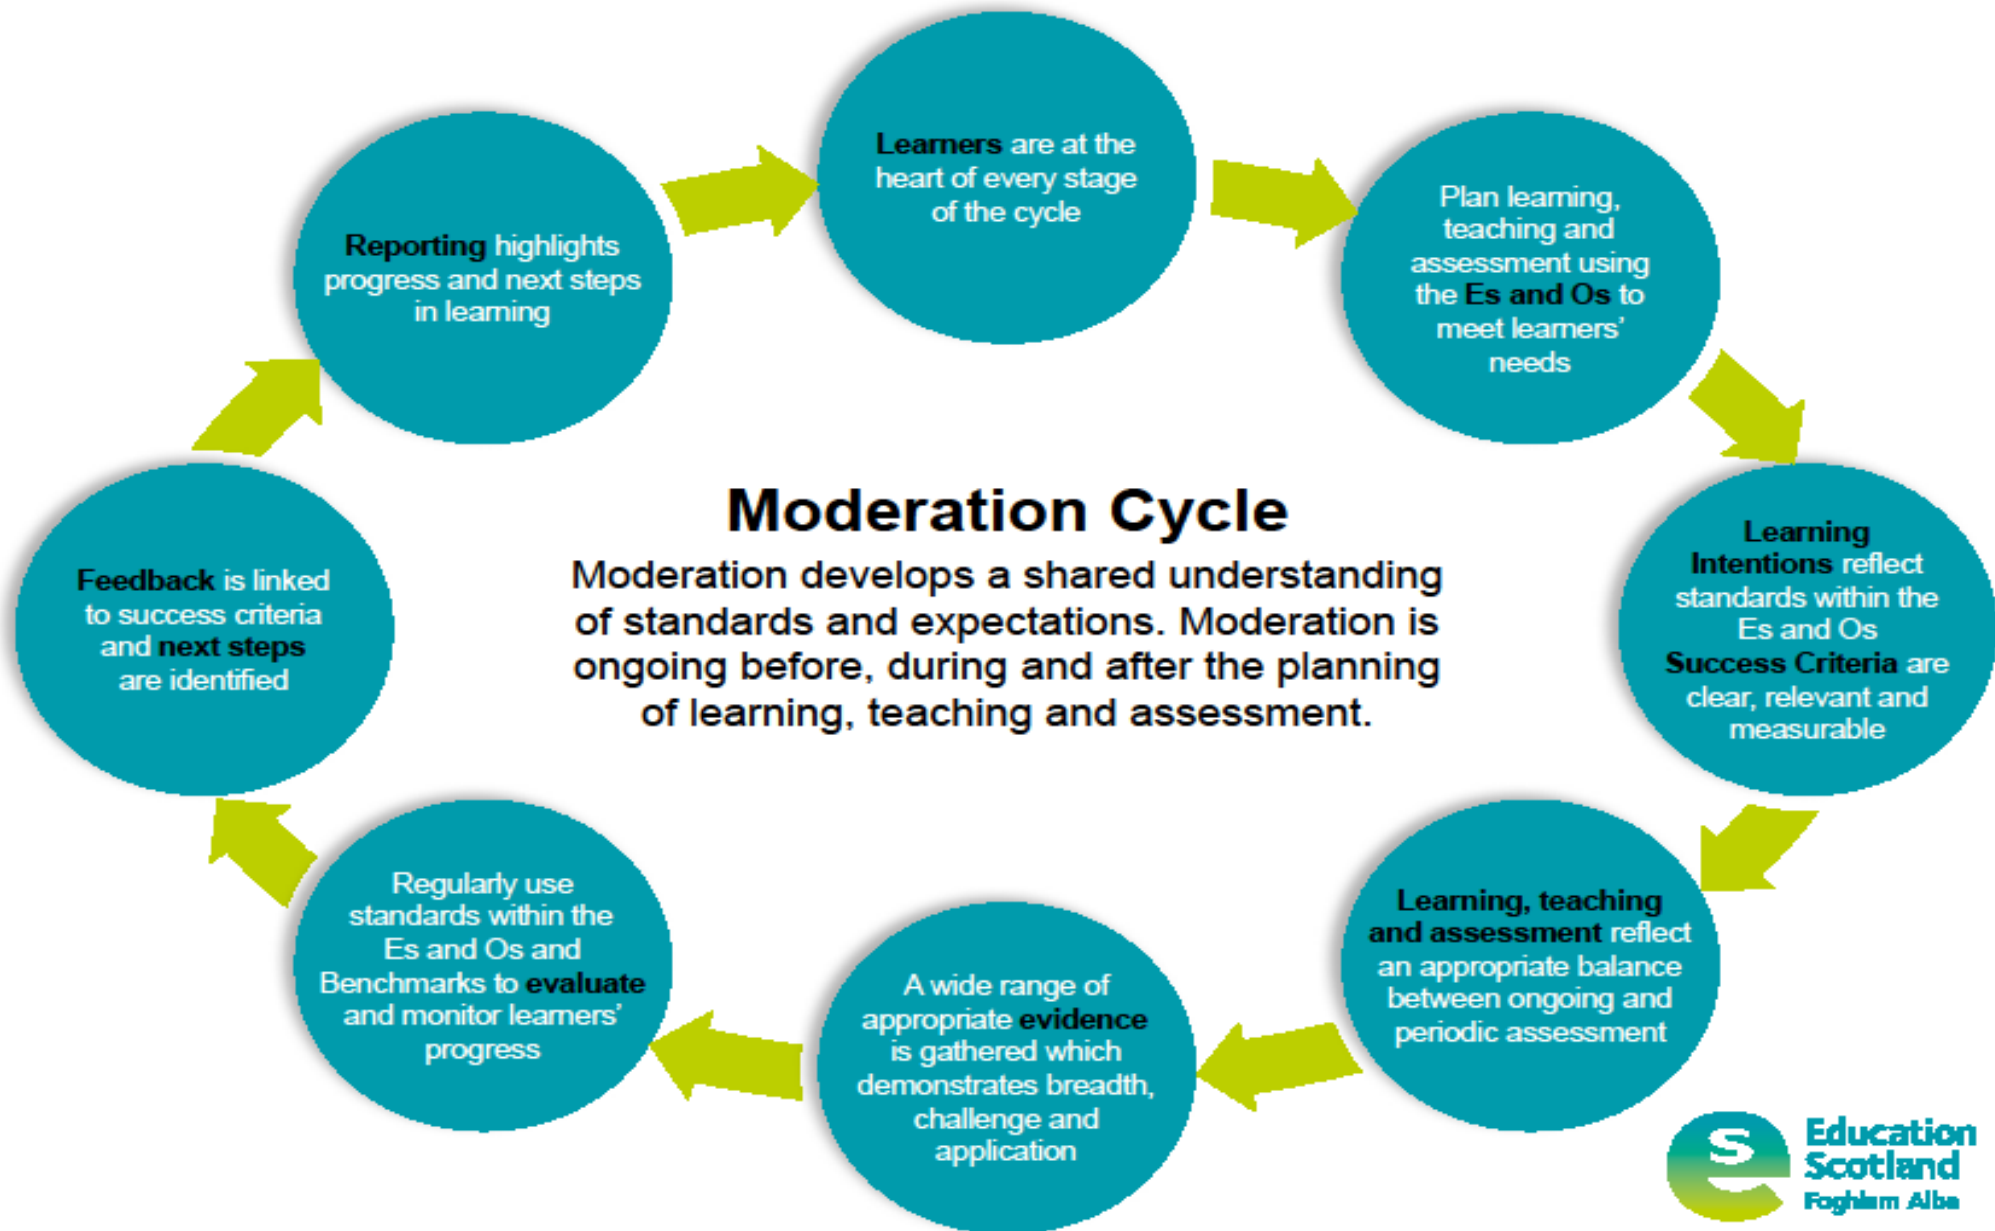 Learners are at the
heart of every stage
of the cycle
Plan learning,
teaching and
assessment using
the Es and Os to
meet learners'
needs
Learning
Intentions reflect
standards within the
Es and Os
Success Criteria are
clear, relevant and
measurable
Learning, teaching
and assessment reflect
an appropriate balance
between ongoing and
periodic assessment
A wide range of
appropriate evidence
is gathered which
demonstrates breadth,
challenge and
application
Regularly use
standards within the
Es and Os and
Benchmarks to evaluate
and monitor learners'
progress
Feedback is linked
to success criteria
and next steps
are identified
Reporting highlights
progress and next steps
in learning
Moderation Cycle
Moderation develops a shared understanding
of standards and expectations. Moderation is
ongoing before, during and after the planning
of learning, teaching and assessment.
Education
Scotland
Foghlam Alba